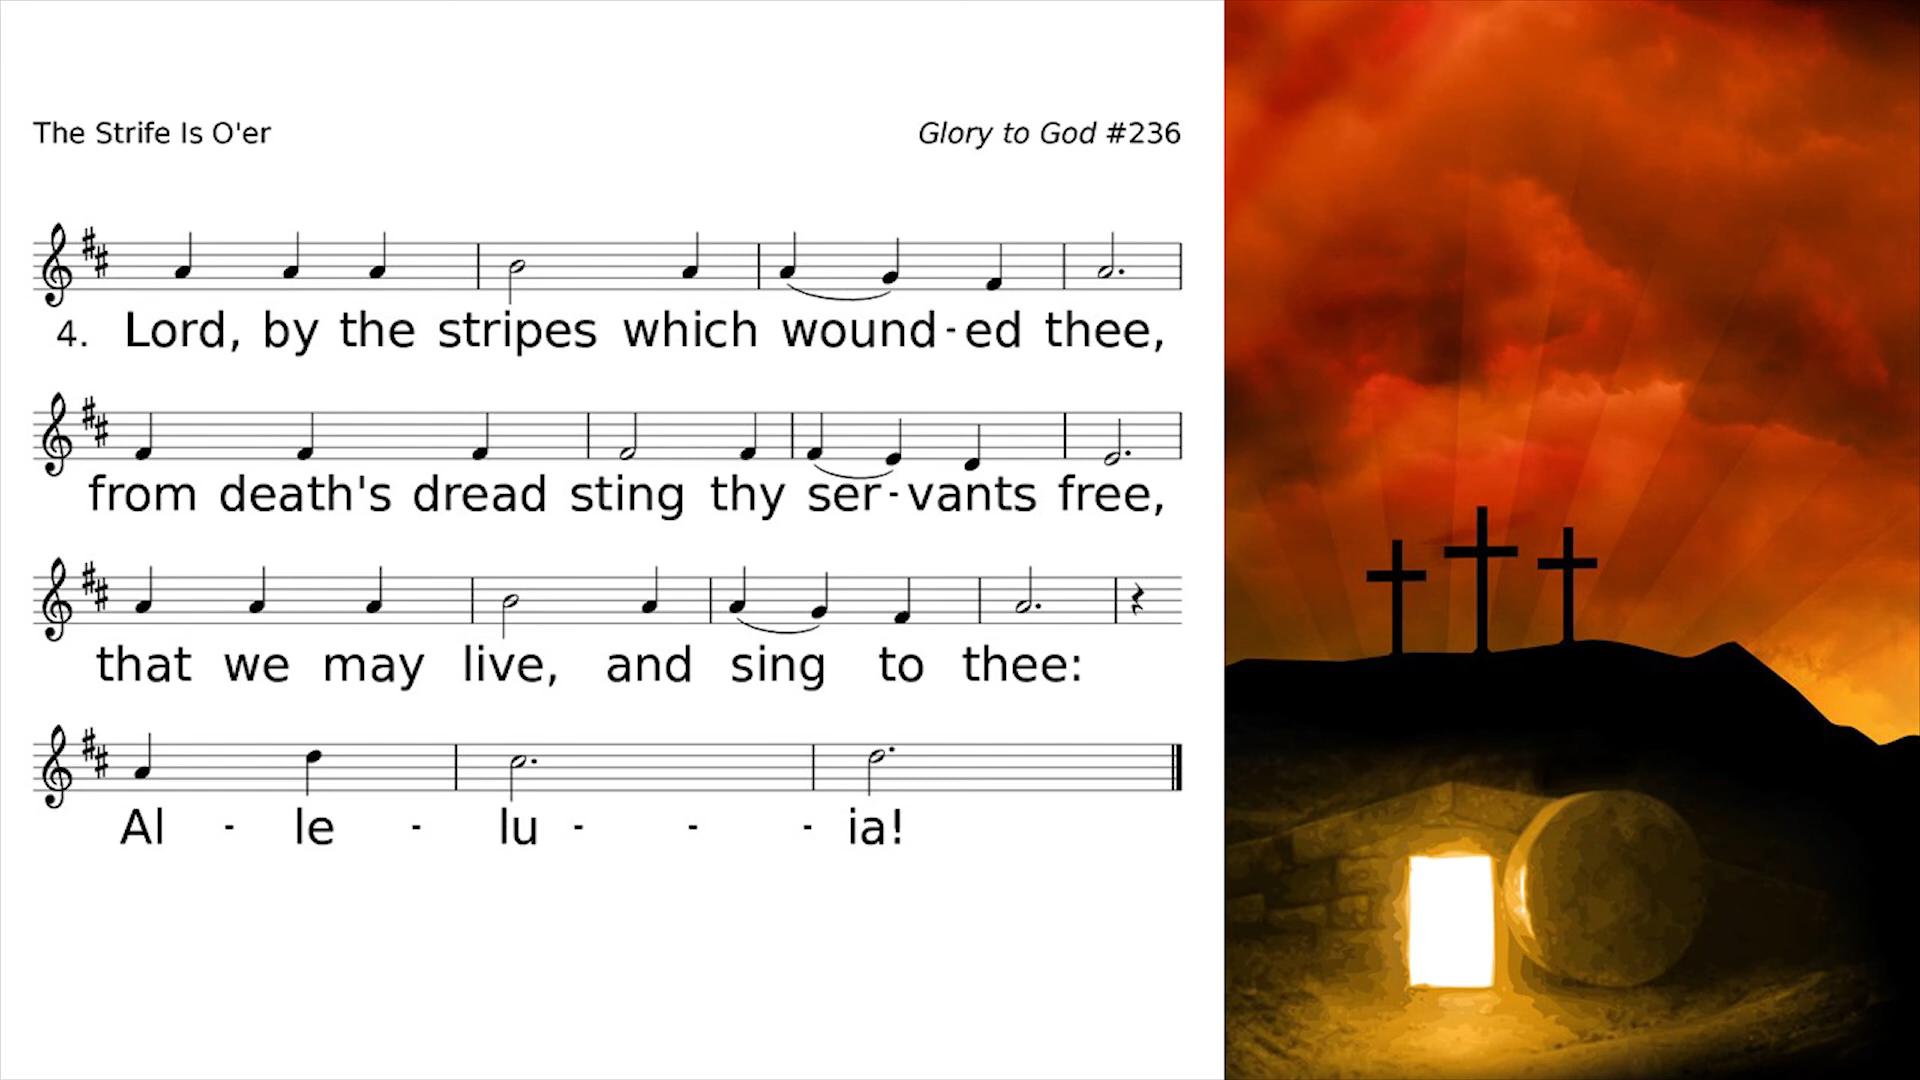 The Strife Is O'er
Glory to God #236
4. Lord, by the stripes which wound-ed thee,
from death's dread sting thy ser-vants free,
that we may live, and sing to thee:
Al - le - lu - - - ia!